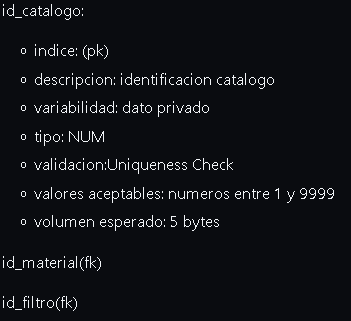 id_catalogo:
indice: (pk)
descripcion: identificacion catalogo
variabilidad: dato privado
tipo: NUM
validacion:Uniqueness Check
valores aceptables: numeros entre 1 y 9999
volumen esperado: 5 bytes
id_material(fk)
id_filtro(fk)